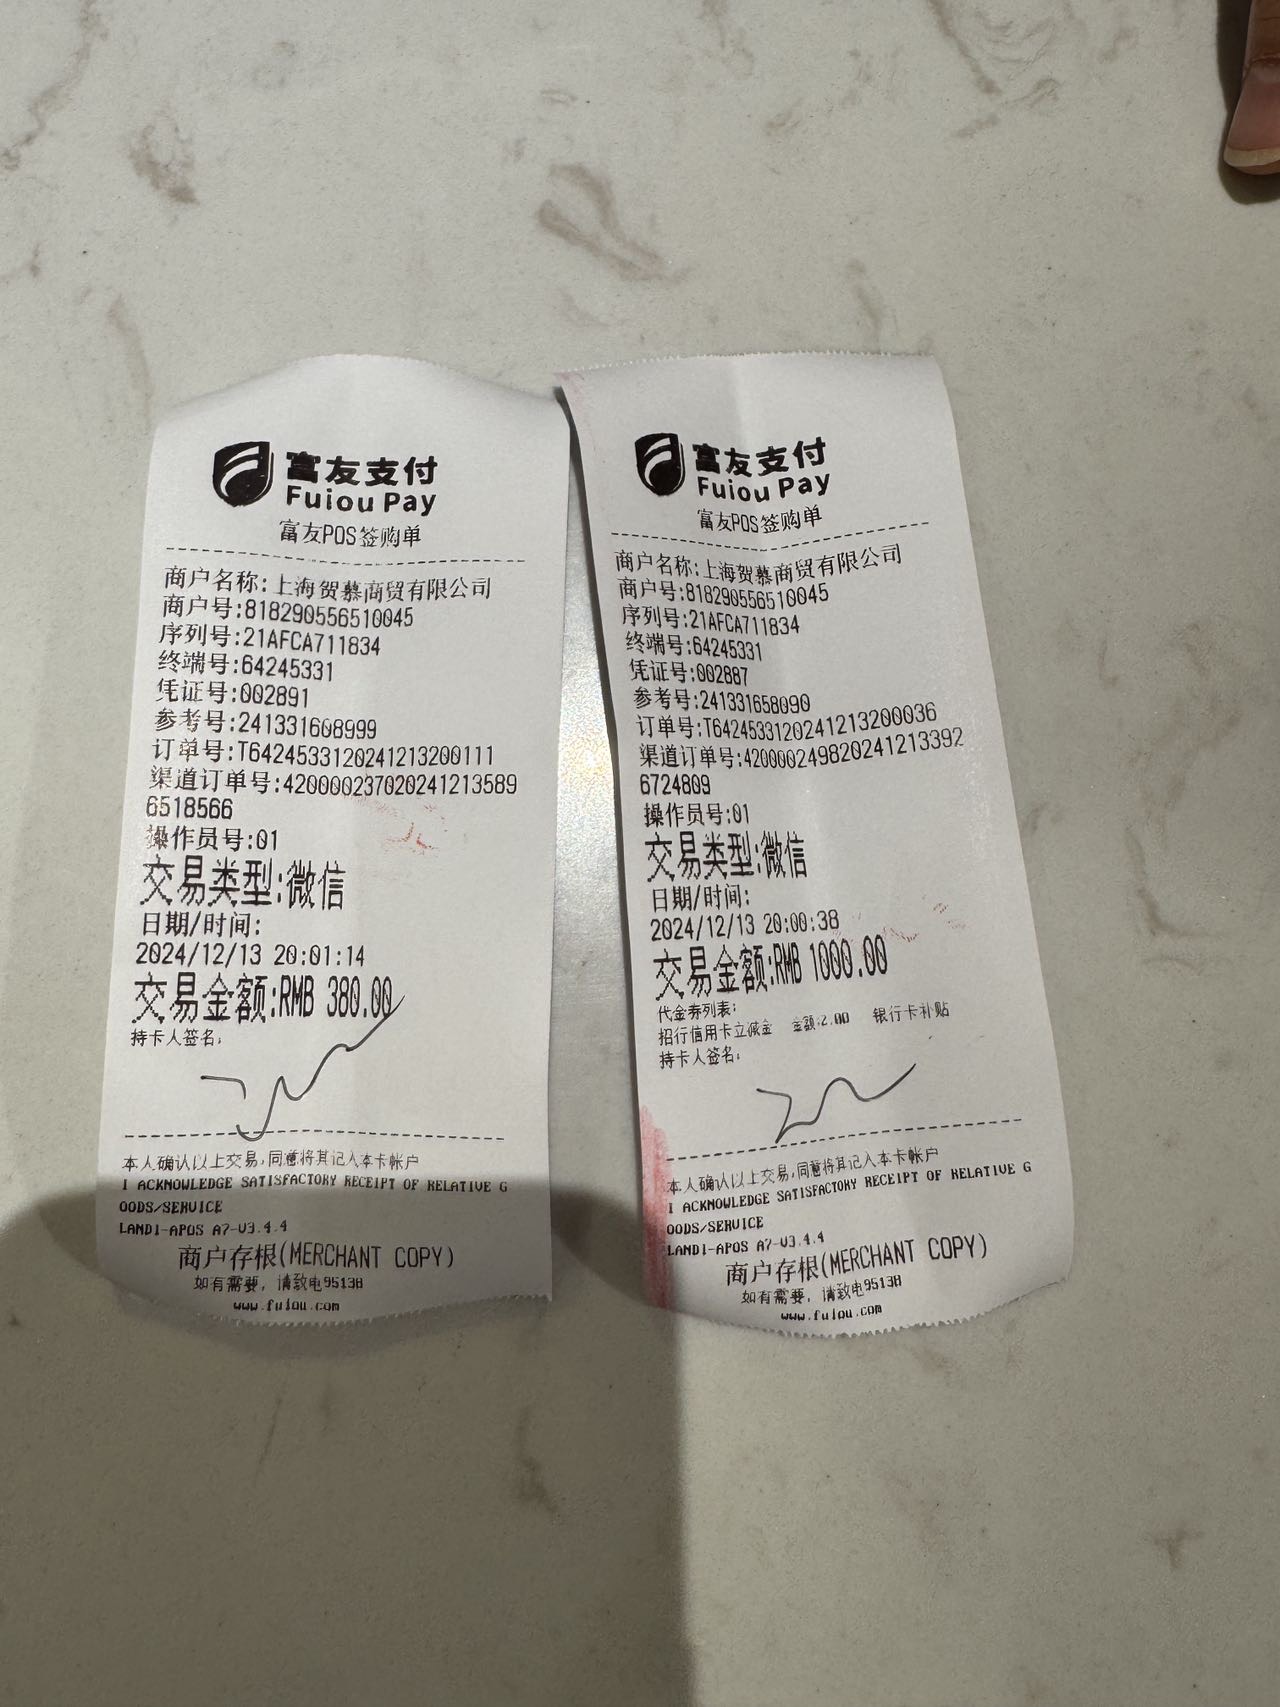 富友支付
Fuiou Pay
富友POS签购单
商户名称:上海贺慕商贸有限公司
商户号:818290556510045
序列号:21AFCA711834
终端号:64245331
凭证号:002891
参考号:241331608999
订单号:T6424533120241213200111
渠道订单号:420000237020241213589
6518566
操作员号:01
交易类型:微信
日期/时间:
2024/12/13 20:01:14
交易金额:RMB 380.00
持卡人签名:
本人确认以上交易,同意将其记入本卡帐户
I ACKNOWLEDGE SATISFACTORY RECEIPT OF RELATIVE G
OODS/SERVICE
LANDI-APOS A7-V3.4.4
商户存根(MERCHANT COPY)
如有需要，请致电95138
www.fuiou.com
富友支付
Fuiou Pay
富友POS签购单
商户名称:上海贺慕商贸有限公司
商户号:818290556510045
序列号:21AFCA711834
终端号:64245331
凭证号:002887
参考号:241331658090
订单号:T6424533120241213200036
渠道订单号:420000249820241213392
6724809
操作员号:01
交易类型:微信
日期/时间:
2024/12/13 20:00:38
交易金额:RMB 1000.00
代金券列表:
招行信用卡立减金 金额:2.00 银行卡补贴
持卡人签名:
本人确认以上交易,同意将其记入本卡帐户
I ACKNOWLEDGE SATISFACTORY RECEIPT OF RELATIVE G
OODS/SERVICE
LANDI-APOS A7-V3.4.4
商户存根(MERCHANT COPY)
如有需要，请致电95138
www.fuiou.com